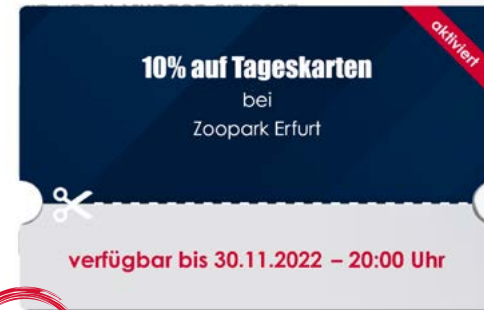 aktiviert
10% auf Tageskarten
bei
Zoopark Erfurt
verfügbar bis 30.11.2022 – 20:00 Uhr